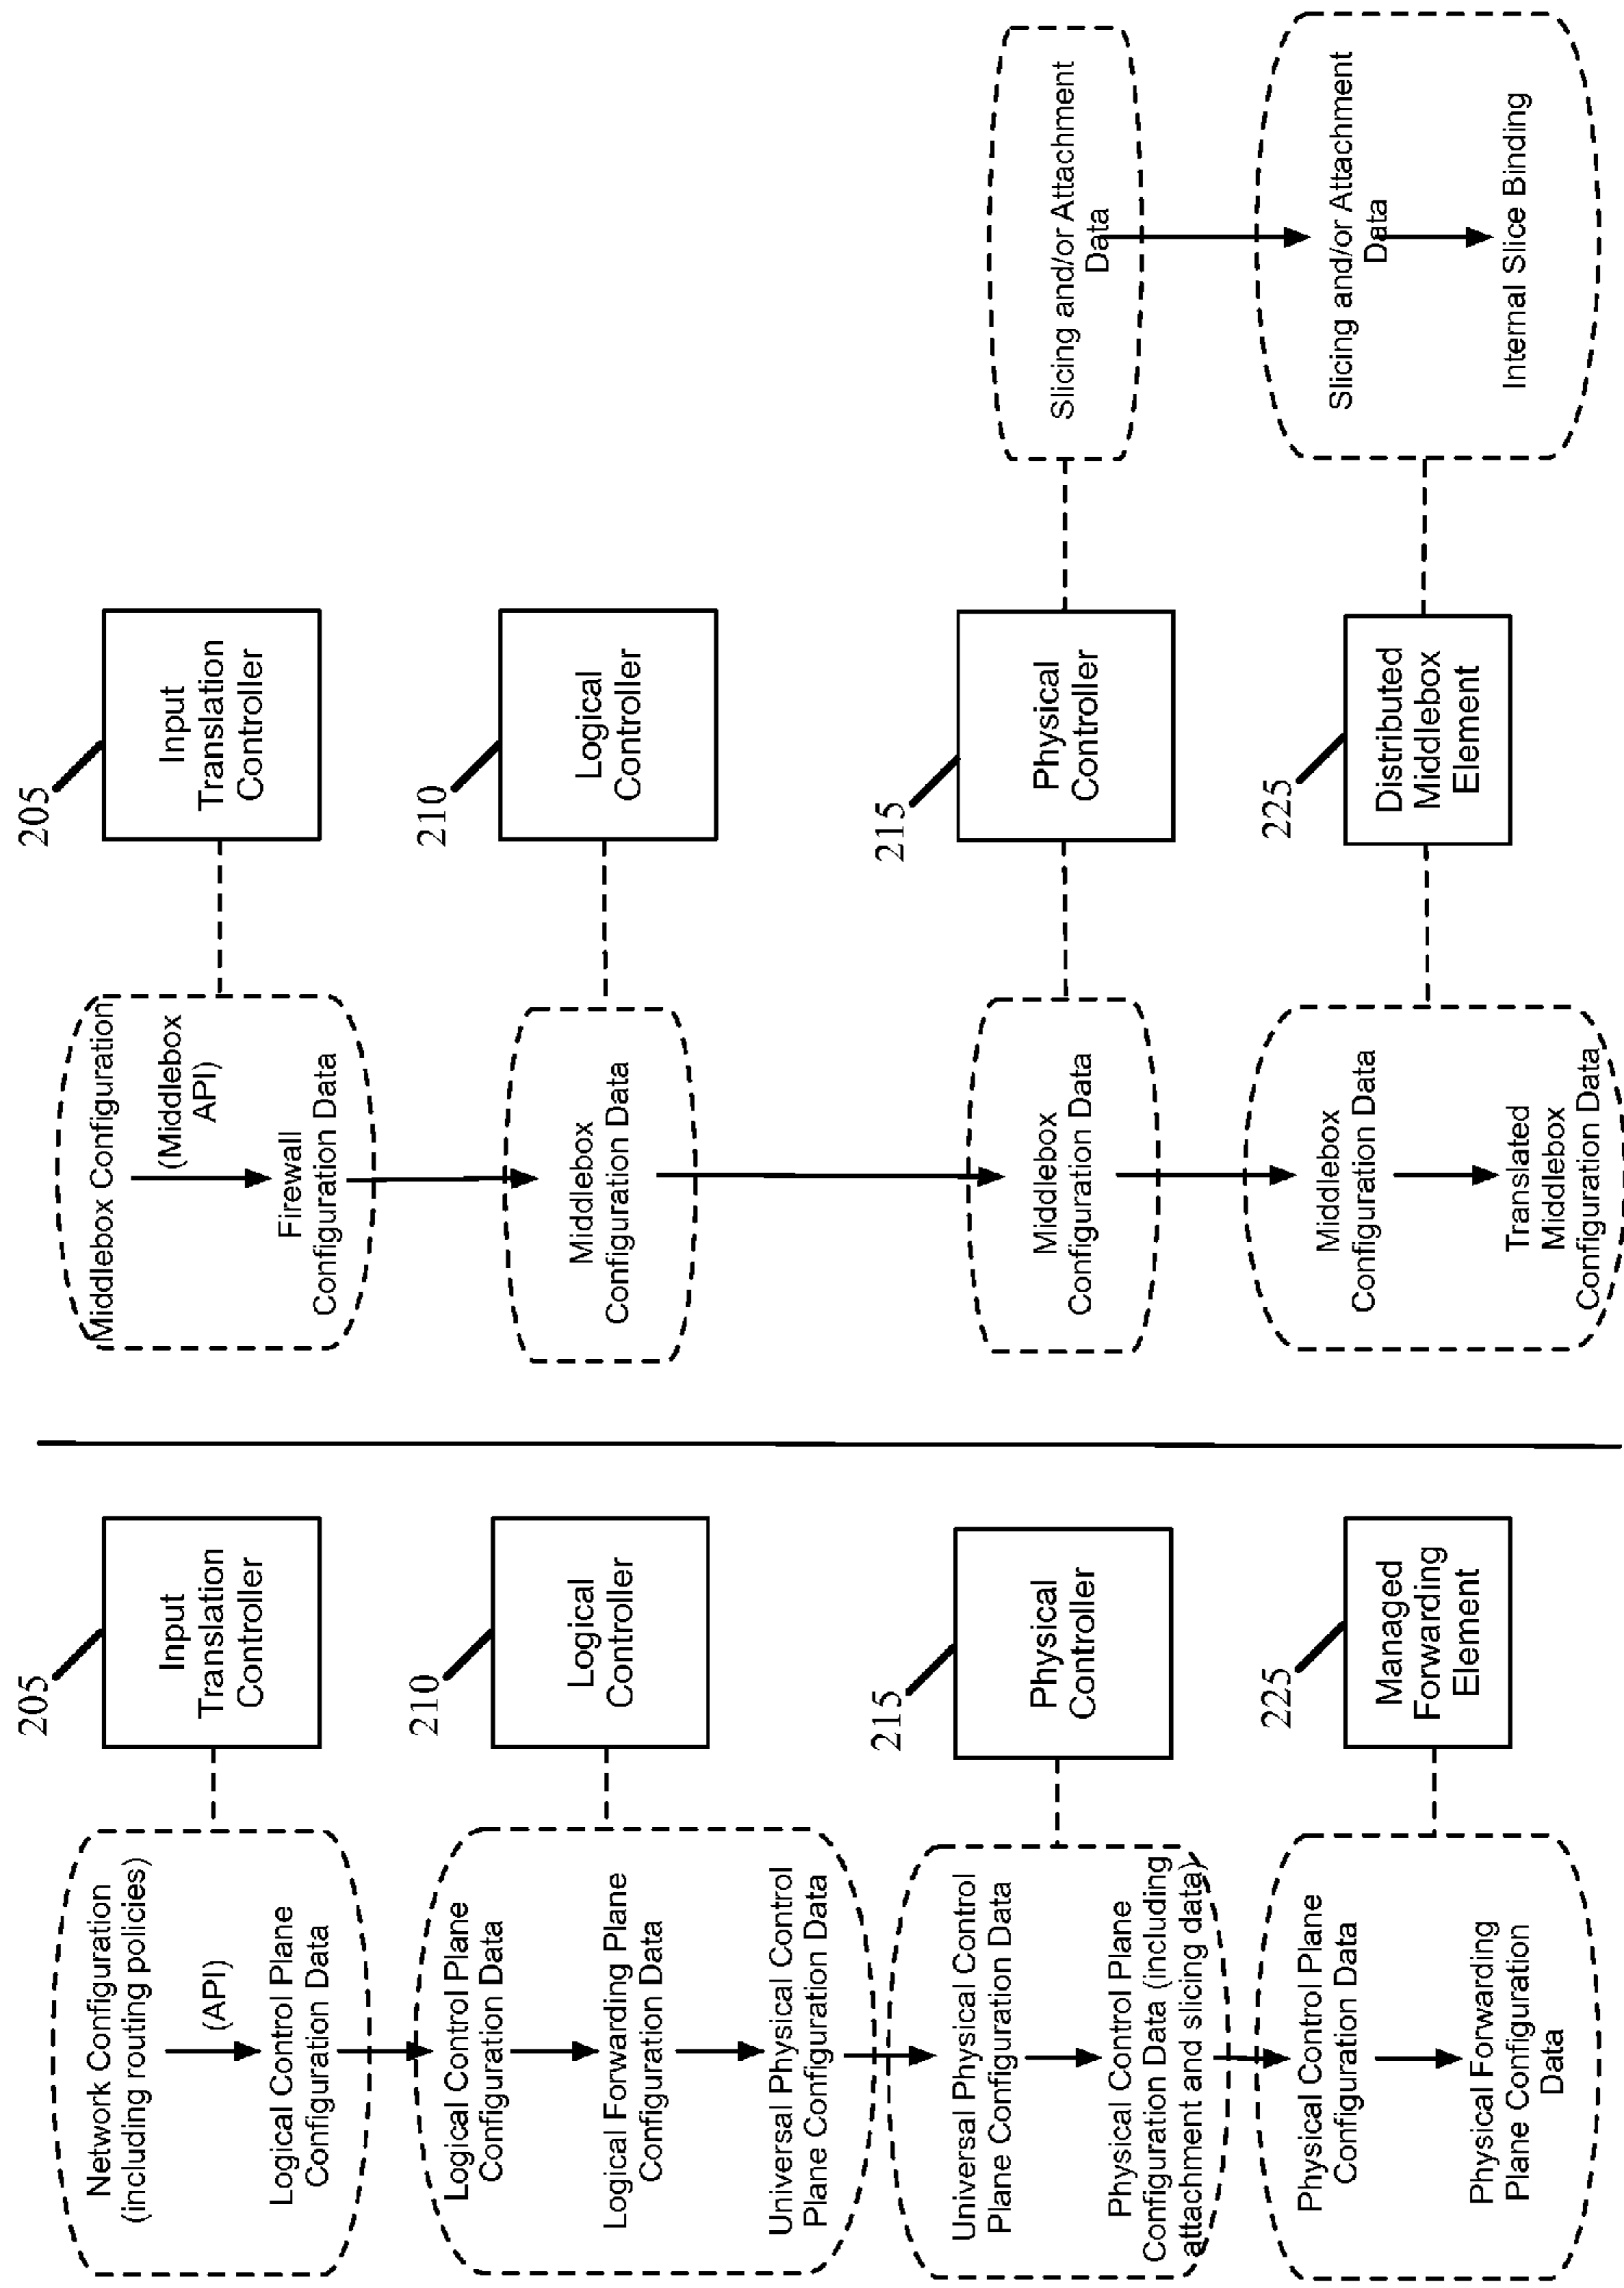 Network Configuration
(including routing policies)
(API)
Logical Control Plane
Configuration Data
205
Input
Translation
Controller
Logical Control Plane
Configuration Data
Logical Forwarding Plane
Configuration Data
Universal Physical Control
Plane Configuration Data
210
Logical
Controller
Universal Physical Control
Plane Configuration Data
Physical Control Plane
Configuration Data (including
attachment and slicing data)
215
Physical
Controller
Physical Control Plane
Configuration Data
Physical Forwarding
Plane Configuration
Data
225
Managed
Forwarding
Element
Middlebox Configuration
(Middlebox
API)
Firewall
Configuration Data
205
Input
Translation
Controller
Middlebox
Configuration Data
210
Logical
Controller
Middlebox
Configuration Data
215
Physical
Controller
Slicing and/or Attachment
Data
Middlebox
Configuration Data
Translated
Middlebox
Configuration Data
225
Distributed
Middlebox
Element
Slicing and/or Attachment
Data
Internal Slice Binding